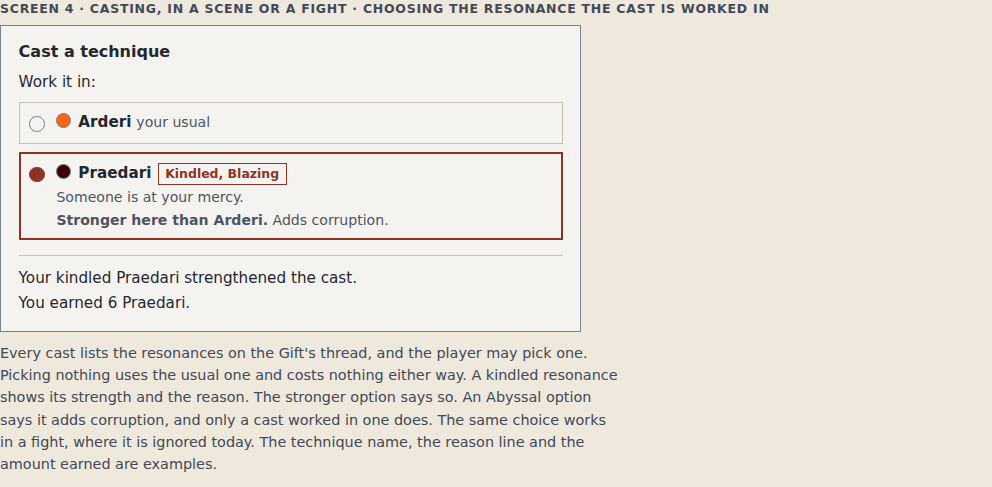 SCREEN 4 · CASTING, IN A SCENE OR A FIGHT · CHOOSING THE RESONANCE THE CAST IS WORKED IN
Cast a technique
Work it in:
Arderi your usual
Praedari Kindled, Blazing
Someone is at your mercy.
Stronger here than Arderi. Adds corruption.
Your kindled Praedari strengthened the cast.
You earned 6 Praedari.
Every cast lists the resonances on the Gift's thread, and the player may pick one.
Picking nothing uses the usual one and costs nothing either way. A kindled resonance
shows its strength and the reason. The stronger option says so. An Abyssal option
says it adds corruption, and only a cast worked in one does. The same choice works
in a fight, where it is ignored today. The technique name, the reason line and the
amount earned are examples.